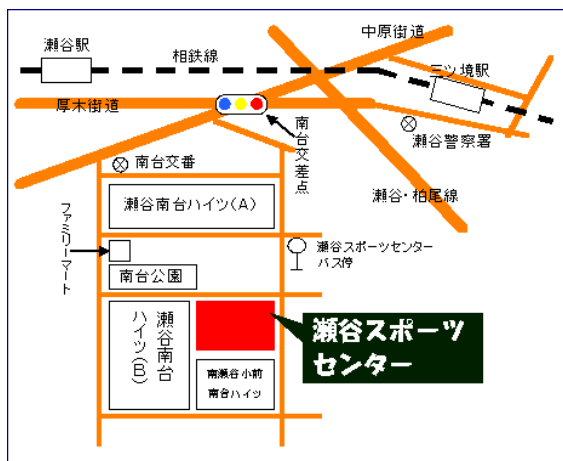 中原街道
瀬谷駅
相鉄線
三ツ境駅
厚木街道
南台交差点
瀬谷警察署
南台交番
瀬谷・柏尾線
瀬谷南台ハイツ(A)
ファミリーマート
瀬谷スポーツセンター
バス停
南台公園
瀬谷南台
ハイツ(B)
瀬谷スポーツ
センター
南瀬谷小前
南台ハイツ